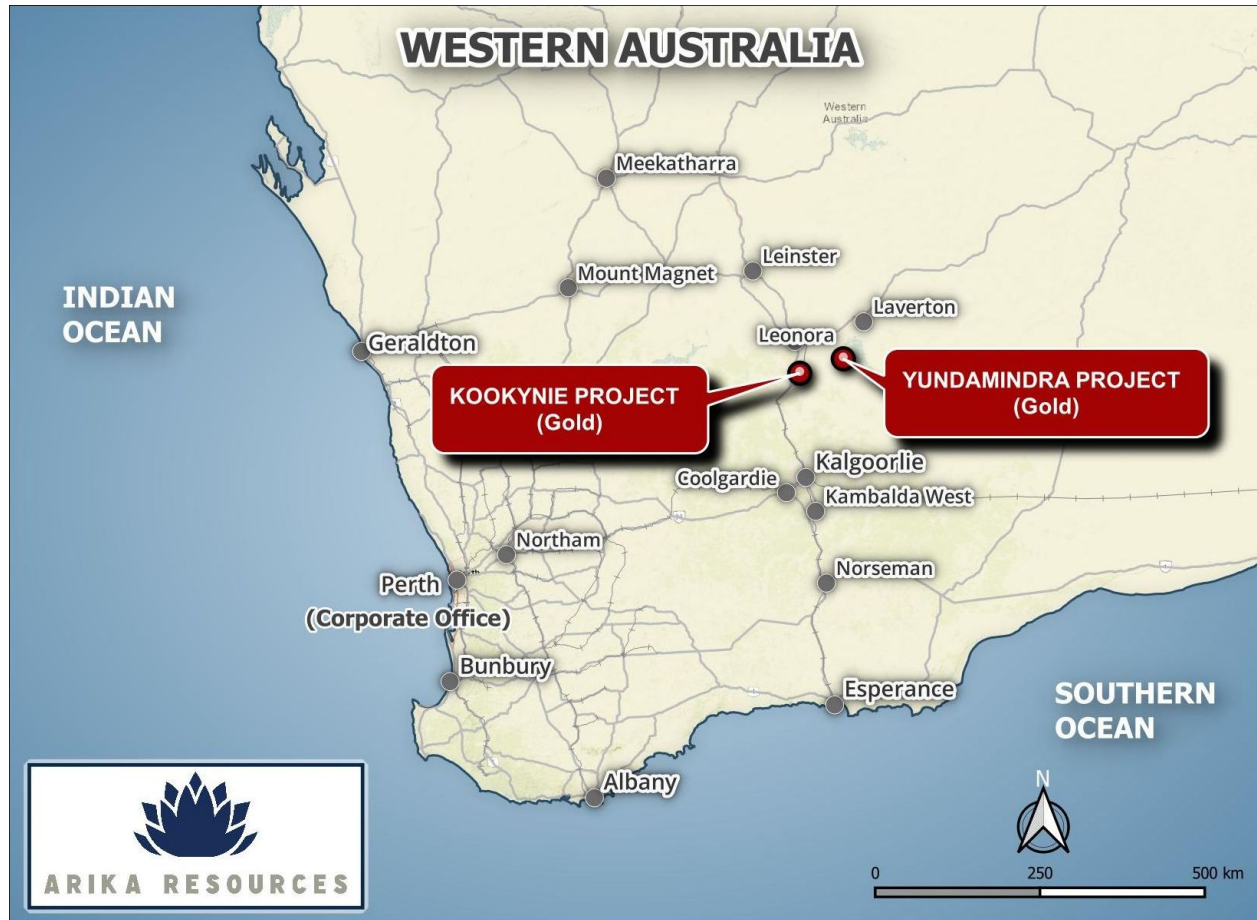 WESTERN AUSTRALIA
Western
Australia
Meekatharra
Leinster
Mount Magnet
INDIAN
OCEAN
Laverton
Leonora
Geraldton
KOOKYNIE PROJECT
(Gold)
YUNDAMINDRA PROJECT
(Gold)
Kalgoorlie
Coolgardie
Kambalda West
Northam
Perth
(Corporate Office)
Norseman
Bunbury
Esperance
SOUTHERN
OCEAN
Albany
N
0 250 500 km
ARIKA RESOURCES